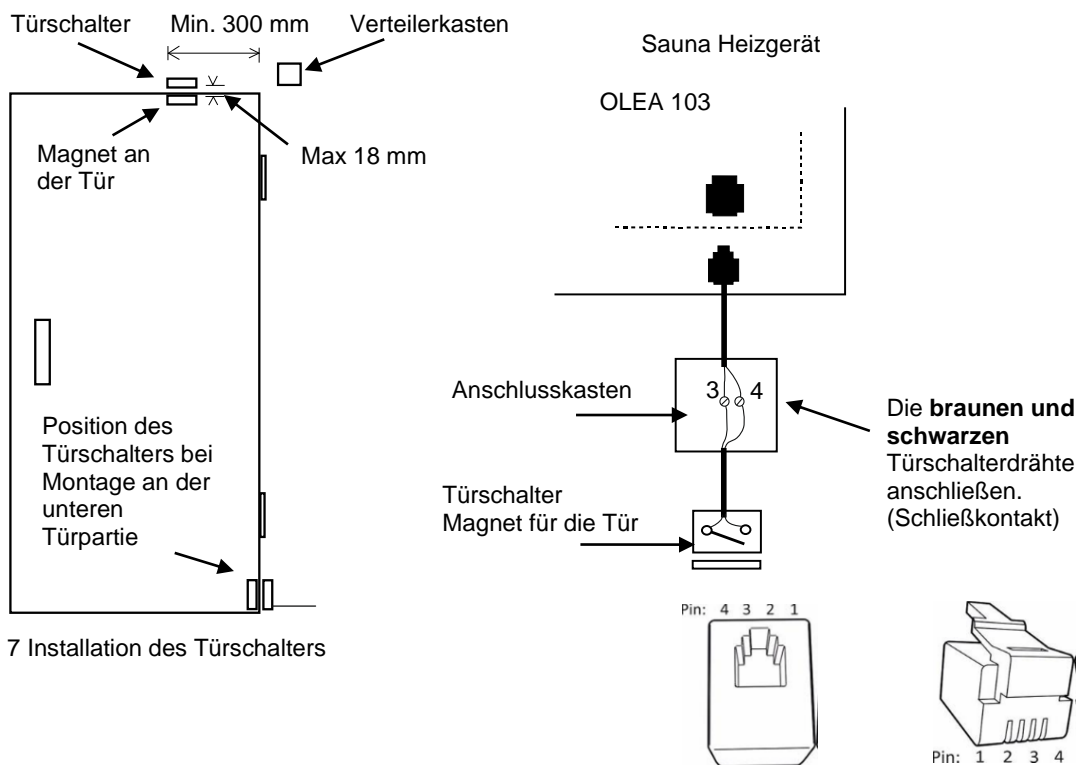 Türschalter
Min. 300 mm
Verteilerkasten
Magnet an
der Tür
Max 18 mm
Position des
Türschalters bei
Montage an der
unteren
Türpartie
7 Installation des Türschalters
Sauna Heizgerät
OLEA 103
Anschlusskasten
3 4
Die braunen und
schwarzen
Türschalterdrähte
anschließen.
(Schließkontakt)
Türschalter
Magnet für die Tür
Pin: 4 3 2 1
Pin: 1 2 3 4